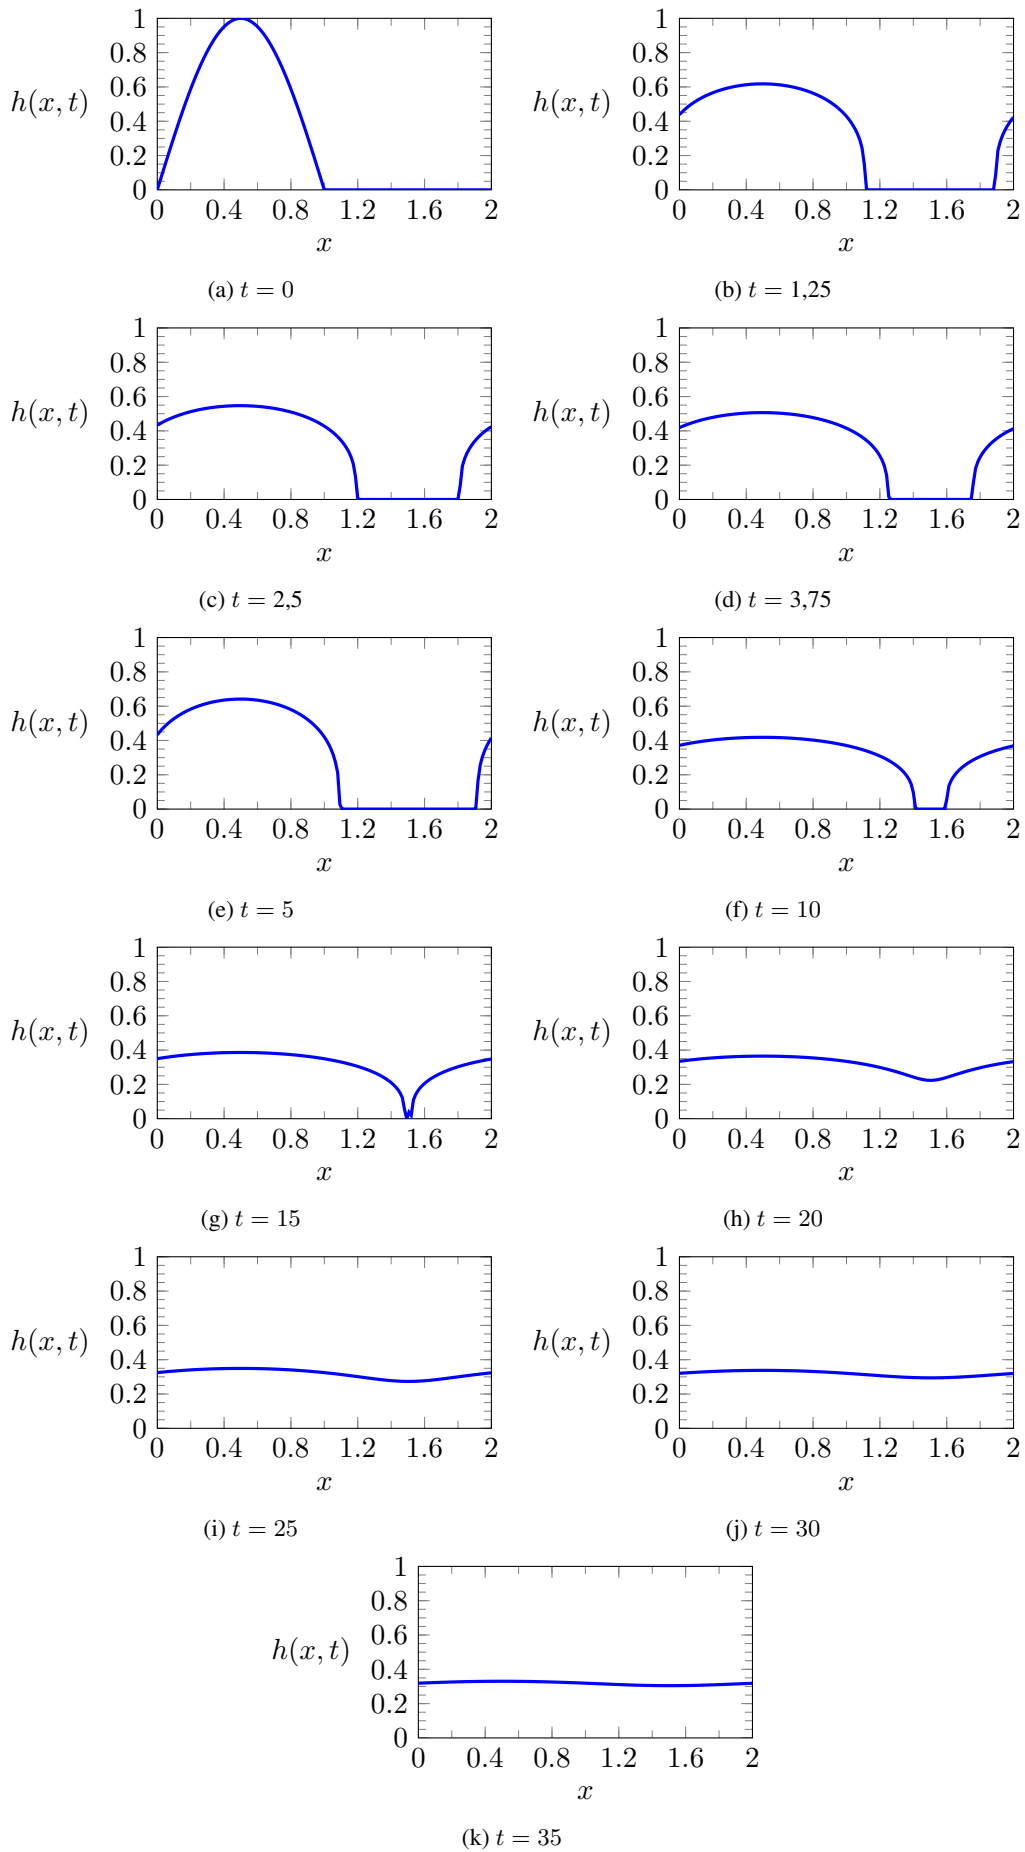 1
0.8
0.6
h(x, t)
0.4
0.2
0
0 0.4 0.8 1.2 1.6 2
x
(a) t = 0
1
0.8
0.6
h(x, t)
0.4
0.2
0
0 0.4 0.8 1.2 1.6 2
x
(b) t = 1,25
1
0.8
0.6
h(x, t)
0.4
0.2
0
0 0.4 0.8 1.2 1.6 2
x
(c) t = 2,5
1
0.8
0.6
h(x, t)
0.4
0.2
0
0 0.4 0.8 1.2 1.6 2
x
(d) t = 3,75
1
0.8
0.6
h(x, t)
0.4
0.2
0
0 0.4 0.8 1.2 1.6 2
x
(e) t = 5
1
0.8
0.6
h(x, t)
0.4
0.2
0
0 0.4 0.8 1.2 1.6 2
x
(f) t = 10
1
0.8
0.6
h(x, t)
0.4
0.2
0
0 0.4 0.8 1.2 1.6 2
x
(g) t = 15
1
0.8
0.6
h(x, t)
0.4
0.2
0
0 0.4 0.8 1.2 1.6 2
x
(h) t = 20
1
0.8
0.6
h(x, t)
0.4
0.2
0
0 0.4 0.8 1.2 1.6 2
x
(i) t = 25
1
0.8
0.6
h(x, t)
0.4
0.2
0
0 0.4 0.8 1.2 1.6 2
x
(j) t = 30
1
0.8
0.6
h(x, t)
0.4
0.2
0
0 0.4 0.8 1.2 1.6 2
x
(k) t = 35